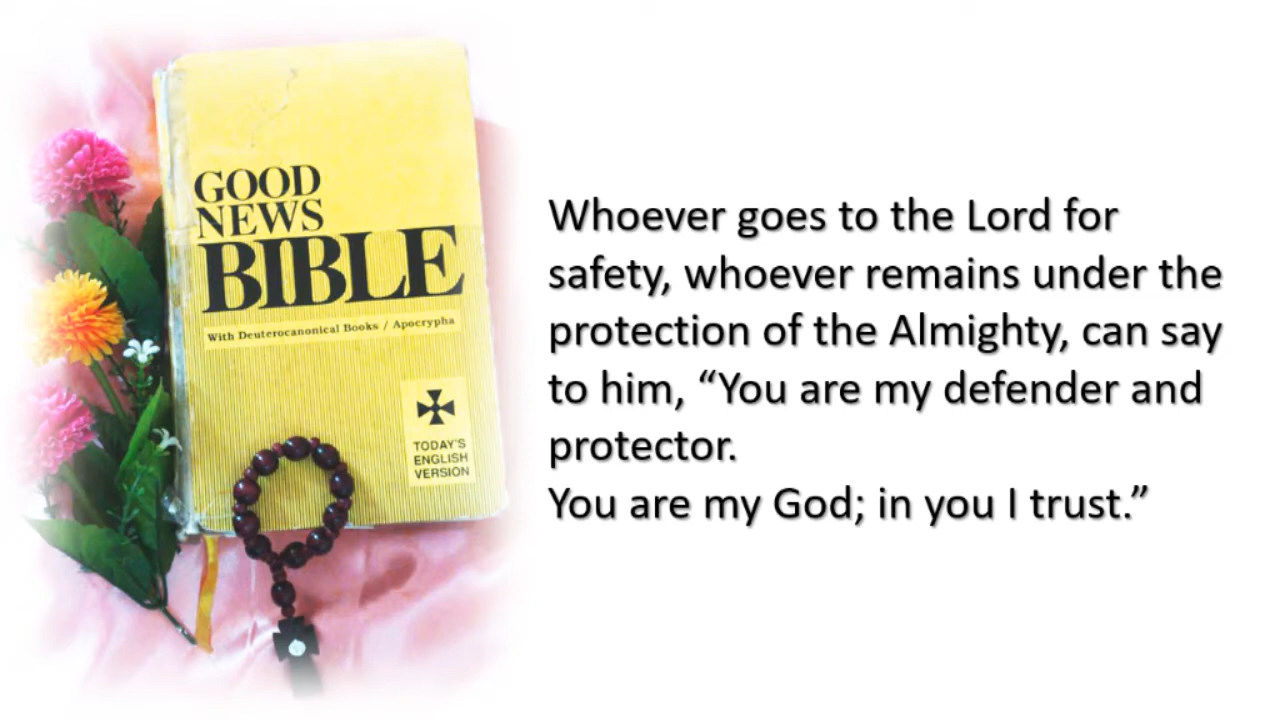 GOOD
NEWS
BIBLE
With Deuterocanonical Books / Apocrypha
TODAY'S
ENGLISH
VERSION
Whoever goes to the Lord for
safety, whoever remains under the
protection of the Almighty, can say
to him, “You are my defender and
protector.
You are my God; in you I trust.”